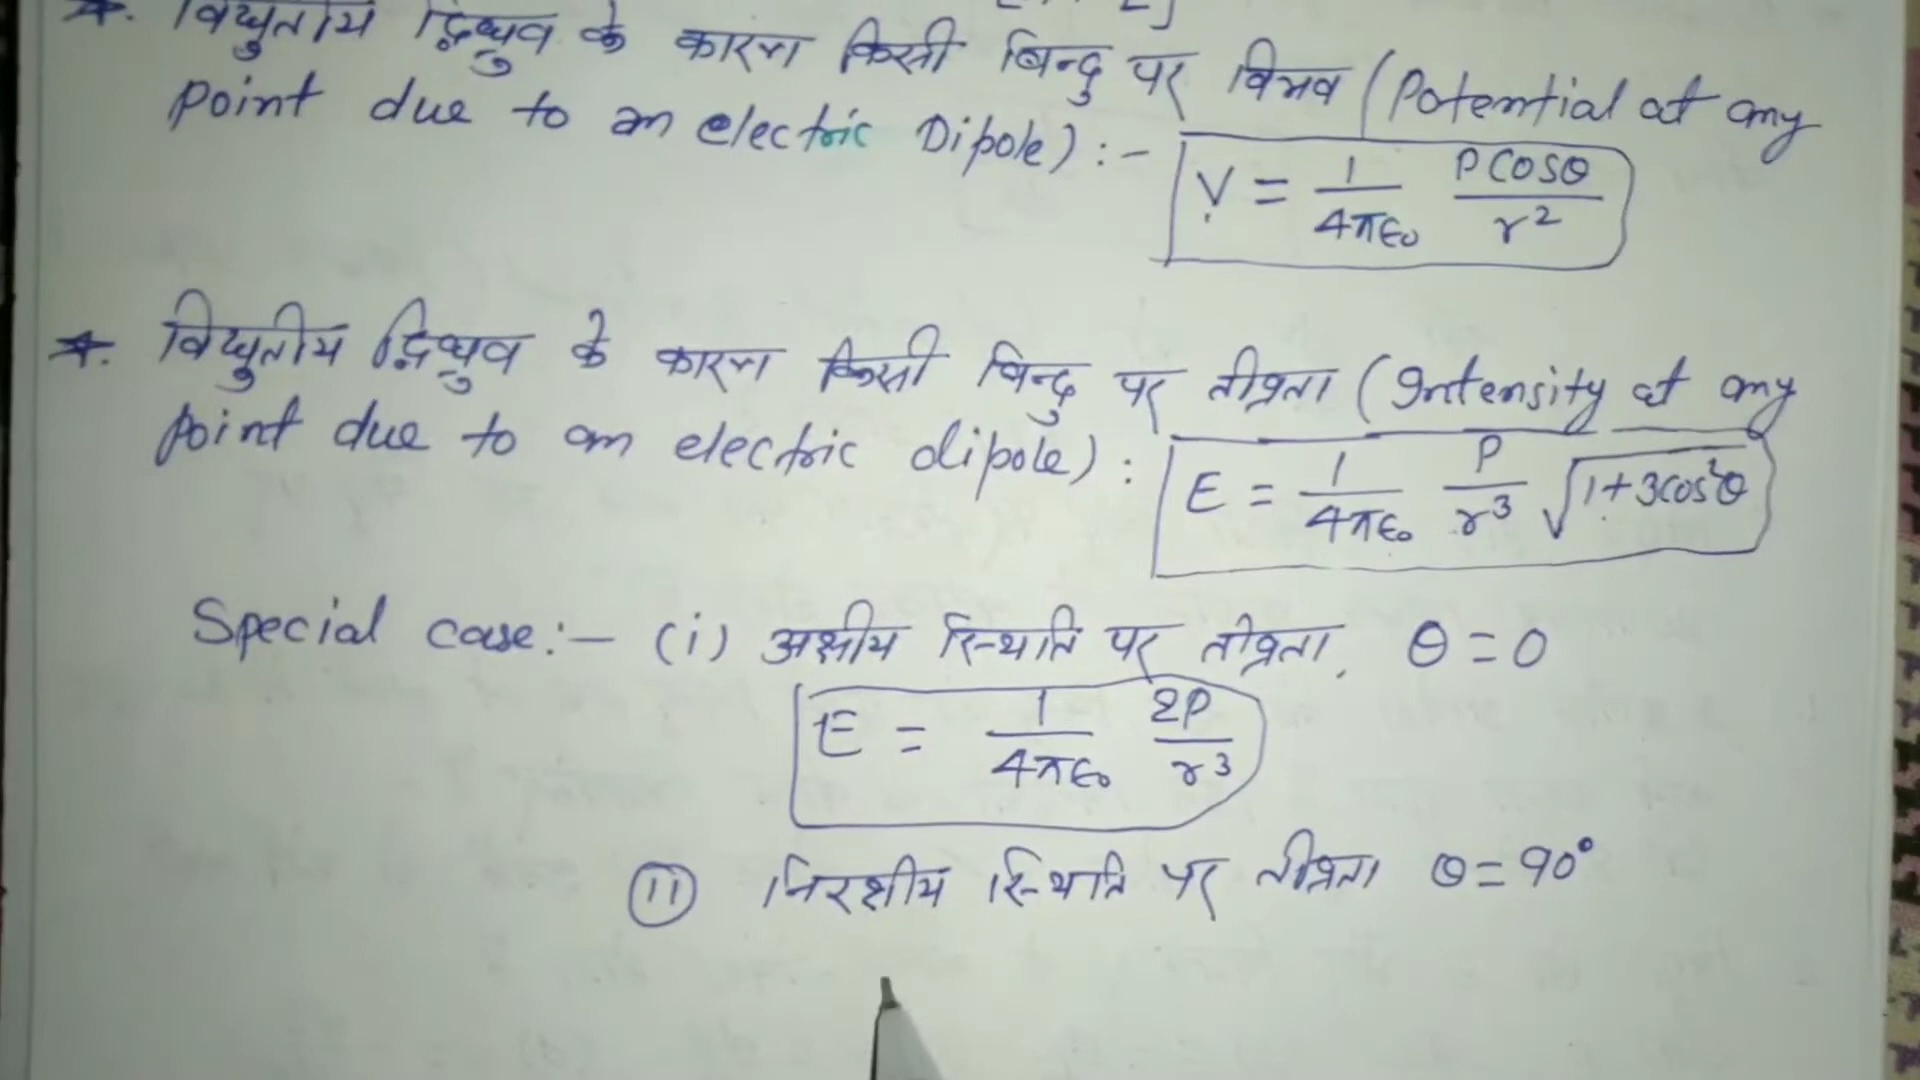 *. विद्युतीय द्विध्रुव के कारण किसी बिन्दु पर विभव (Potential at any
point due to an electric Dipole) :- V = 1/4πε₀ PCosθ/r²
*. विद्युतीय द्विध्रुव के कारण किसी बिन्दु पर तीव्रता (Intensity at any
point due to an electric dipole) : E = 1/4πε₀ P/r³ √1+3cos²θ
Special case:- (i) अक्षीय स्थिति पर तीव्रता, θ = 0
E = 1/4πε₀ 2P/r³
(ii) निरक्षीय स्थिति पर तीव्रता θ = 90°